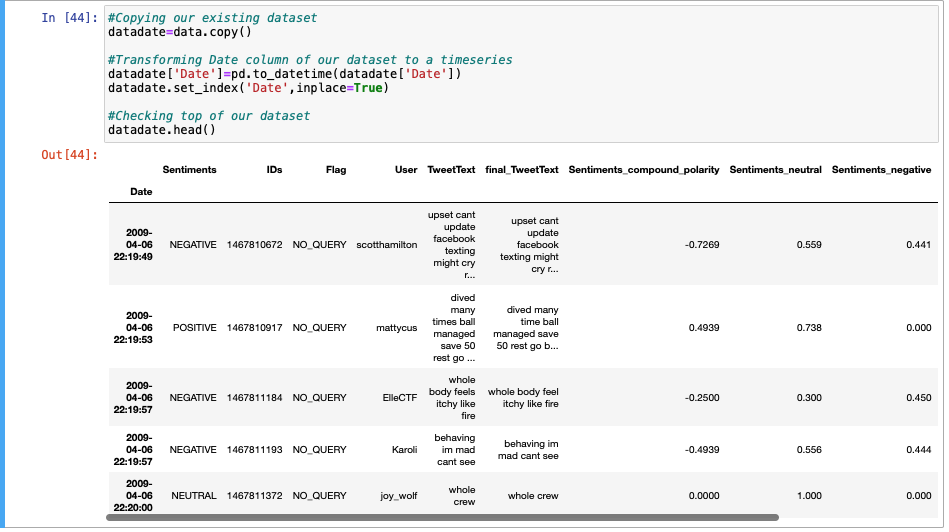 In [44]:
#Copying our existing dataset
datadate=data.copy()
#Transforming Date column of our dataset to a timeseries
datadate['Date']=pd.to_datetime(datadate['Date'])
datadate.set_index('Date',inplace=True)
#Checking top of our dataset
datadate.head()
Out[44]:
Sentiments IDs Flag User TweetText final_TweetText Sentiments_compound_polarity Sentiments_neutral Sentiments_negative
Date
2009-
04-06
22:19:49
NEGATIVE 1467810672 NO_QUERY scotthamilton
upset cant
update
facebook
texting
might cry
r...
upset cant
update
facebook
texting might
cry r...
-0.7269 0.559 0.441
2009-
04-06
22:19:53
POSITIVE 1467810917 NO_QUERY mattycus
dived
many
times ball
managed
save 50
rest go ...
dived many
time ball
managed save
50 rest go b...
0.4939 0.738 0.000
2009-
04-06
22:19:57
NEGATIVE 1467811184 NO_QUERY ElleCTF
whole
body feels
itchy like
fire
whole body feel
itchy like fire
-0.2500 0.300 0.450
2009-
04-06
22:19:57
NEGATIVE 1467811193 NO_QUERY Karoli
behaving
im mad
cant see
behaving im
mad cant see
-0.4939 0.556 0.444
2009-
04-06
22:20:00
NEUTRAL 1467811372 NO_QUERY joy_wolf
whole
crew
whole crew
0.0000 1.000 0.000